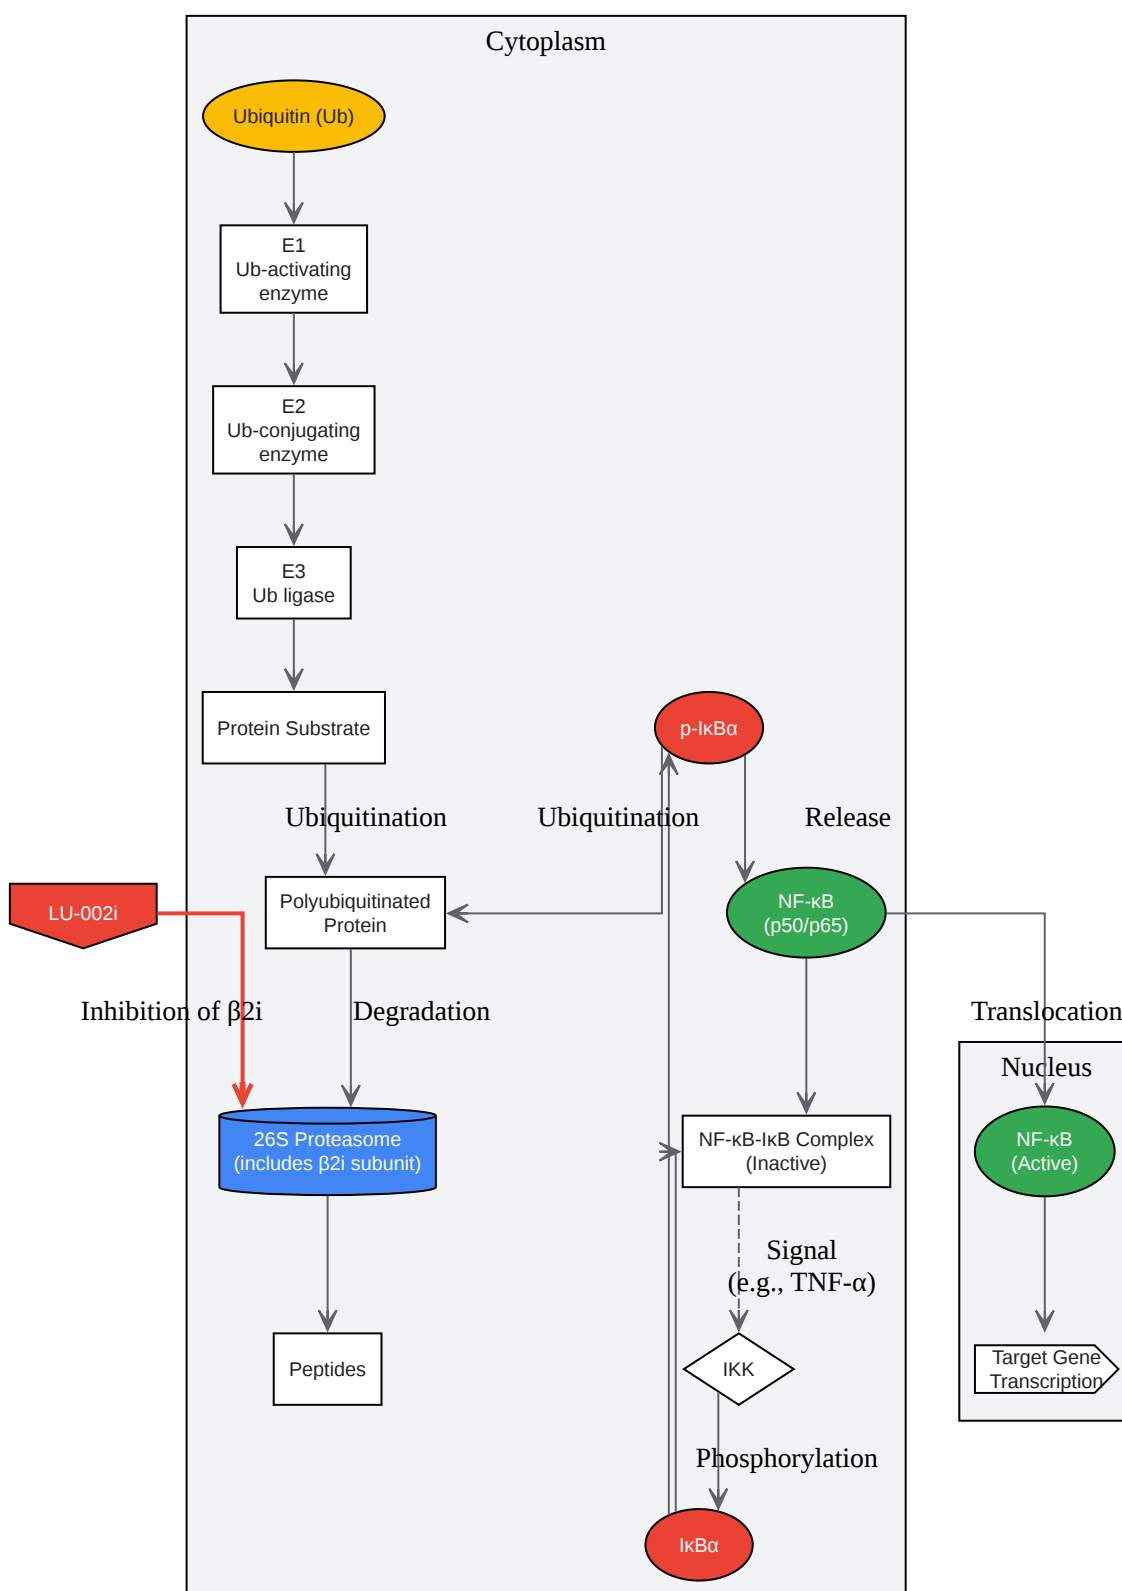 Cytoplasm
Ubiquitin (Ub)
E1
Ub-activating
enzyme
E2
Ub-conjugating
enzyme
E3
Ub ligase
Protein Substrate
p-IκBα
Ubiquitination
Ubiquitination
Release
LU-002i
Polyubiquitinated
Protein
NF-κB
(p50/p65)
Inhibition of β2i
Degradation
Translocation
Nucleus
26S Proteasome
(includes β2i subunit)
NF-κB-IκB Complex
(Inactive)
NF-κB
(Active)
Signal
(e.g., TNF-α)
Peptides
IKK
Target Gene
Transcription
Phosphorylation
IκBα